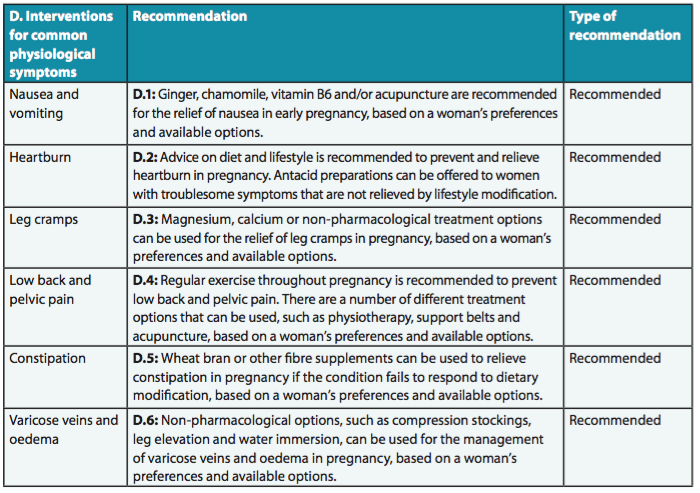 D. Interventions for common physiological symptoms | Recommendation | Type of recommendation
Nausea and vomiting | D.1: Ginger, chamomile, vitamin B6 and/or acupuncture are recommended
for the relief of nausea in early pregnancy, based on a woman's preferences
and available options. | Recommended
Heartburn | D.2: Advice on diet and lifestyle is recommended to prevent and relieve
heartburn in pregnancy. Antacid preparations can be offered to women
with troublesome symptoms that are not relieved by lifestyle modification. | Recommended
Leg cramps | D.3: Magnesium, calcium or non-pharmacological treatment options
can be used for the relief of leg cramps in pregnancy, based on a woman's
preferences and available options. | Recommended
Low back and pelvic pain | D.4: Regular exercise throughout pregnancy is recommended to prevent
low back and pelvic pain. There are a number of different treatment
options that can be used, such as physiotherapy, support belts and
acupuncture, based on a woman's preferences and available options. | Recommended
Constipation | D.5: Wheat bran or other fibre supplements can be used to relieve
constipation in pregnancy if the condition fails to respond to dietary
modification, based on a woman's preferences and available options. | Recommended
Varicose veins and oedema | D.6: Non-pharmacological options, such as compression stockings,
leg elevation and water immersion, can be used for the management
of varicose veins and oedema in pregnancy, based on a woman's
preferences and available options. | Recommended